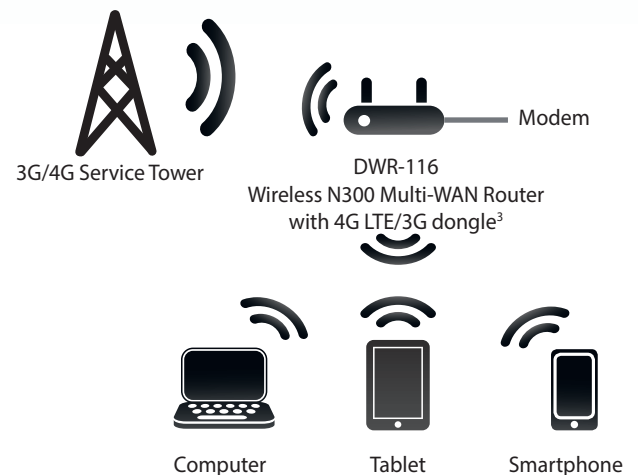 Modem
3G/4G Service Tower
DWR-116
Wireless N300 Multi-WAN Router
with 4G LTE/3G dongle³
Computer
Tablet
Smartphone